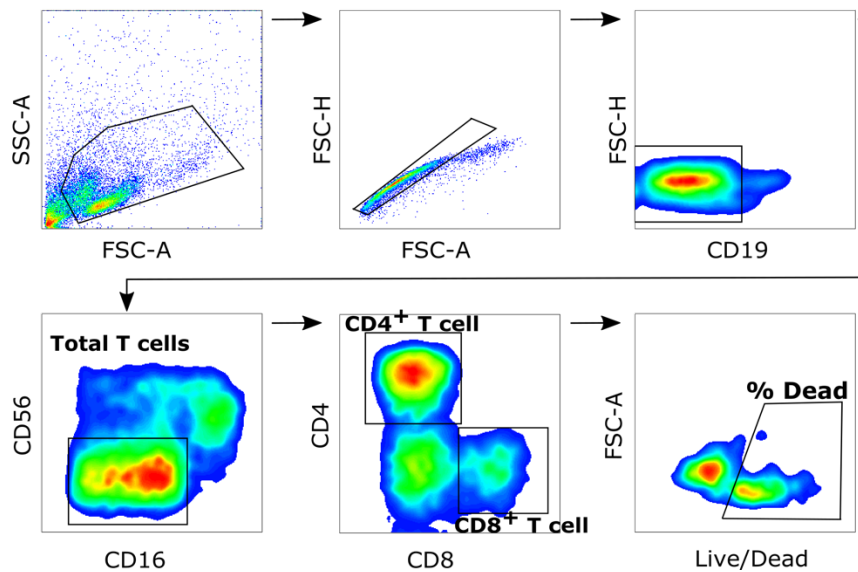 SSC-A
FSC-A
FSC-H
FSC-A
FSC-H
CD19
Total T cells
CD56
CD16
CD4⁺ T cell
CD4
CD8⁺ T cell
CD8
% Dead
FSC-A
Live/Dead